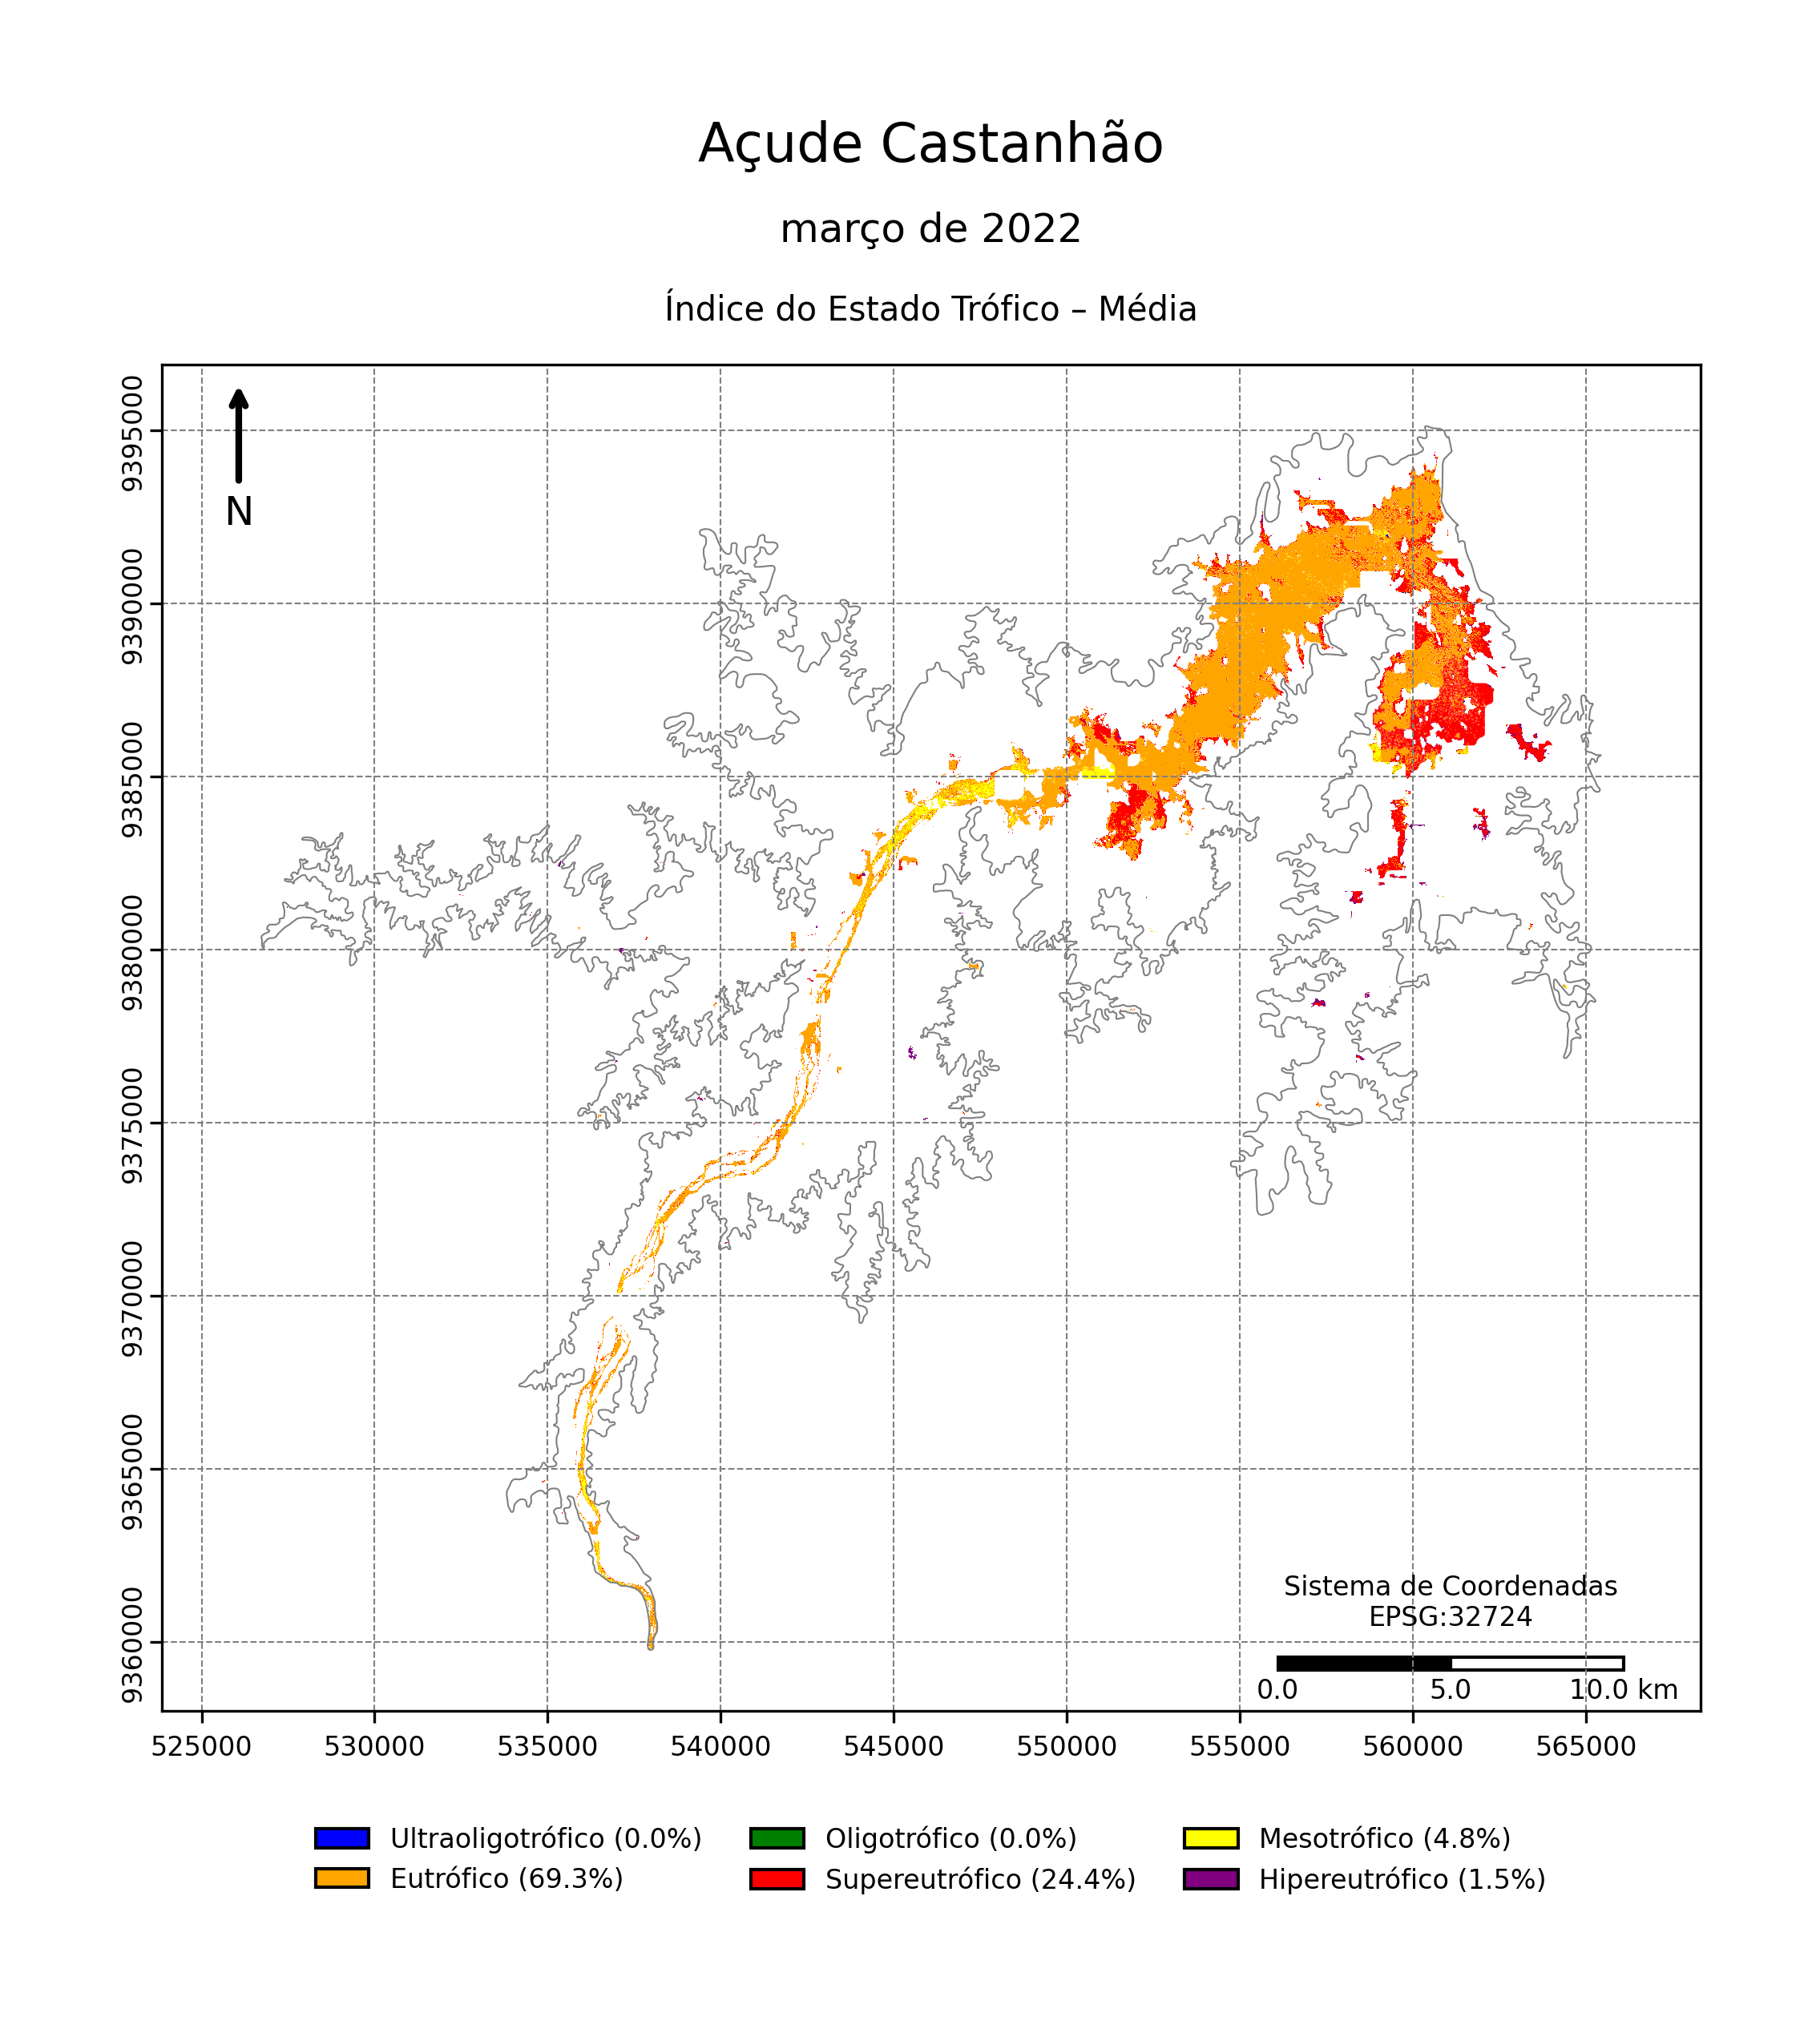 Açude Castanhão
março de 2022
Índice do Estado Trófico – Média
N
9395000
9390000
9385000
9380000
9375000
9370000
9365000
9360000
Sistema de Coordenadas
EPSG:32724
0.0 5.0 10.0 km
525000 530000 535000 540000 545000 550000 555000 560000 565000
Ultraoligotrófico (0.0%) Oligotrófico (0.0%) Mesotrófico (4.8%)
Eutrófico (69.3%) Supereutrófico (24.4%) Hipereutrófico (1.5%)